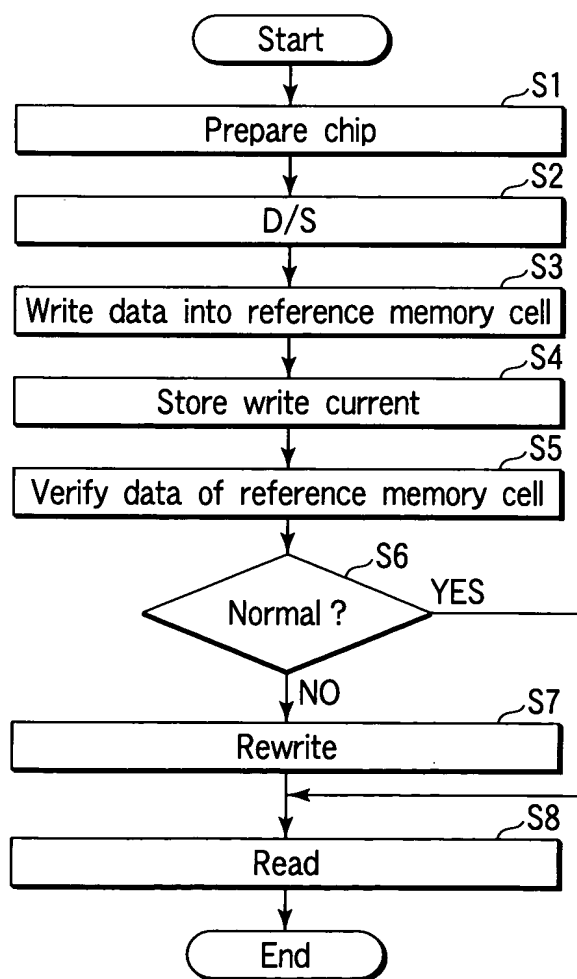 Start
S1
Prepare chip
S2
D/S
S3
Write data into reference memory cell
S4
Store write current
S5
Verify data of reference memory cell
S6
Normal ?
YES
NO
S7
Rewrite
S8
Read
End